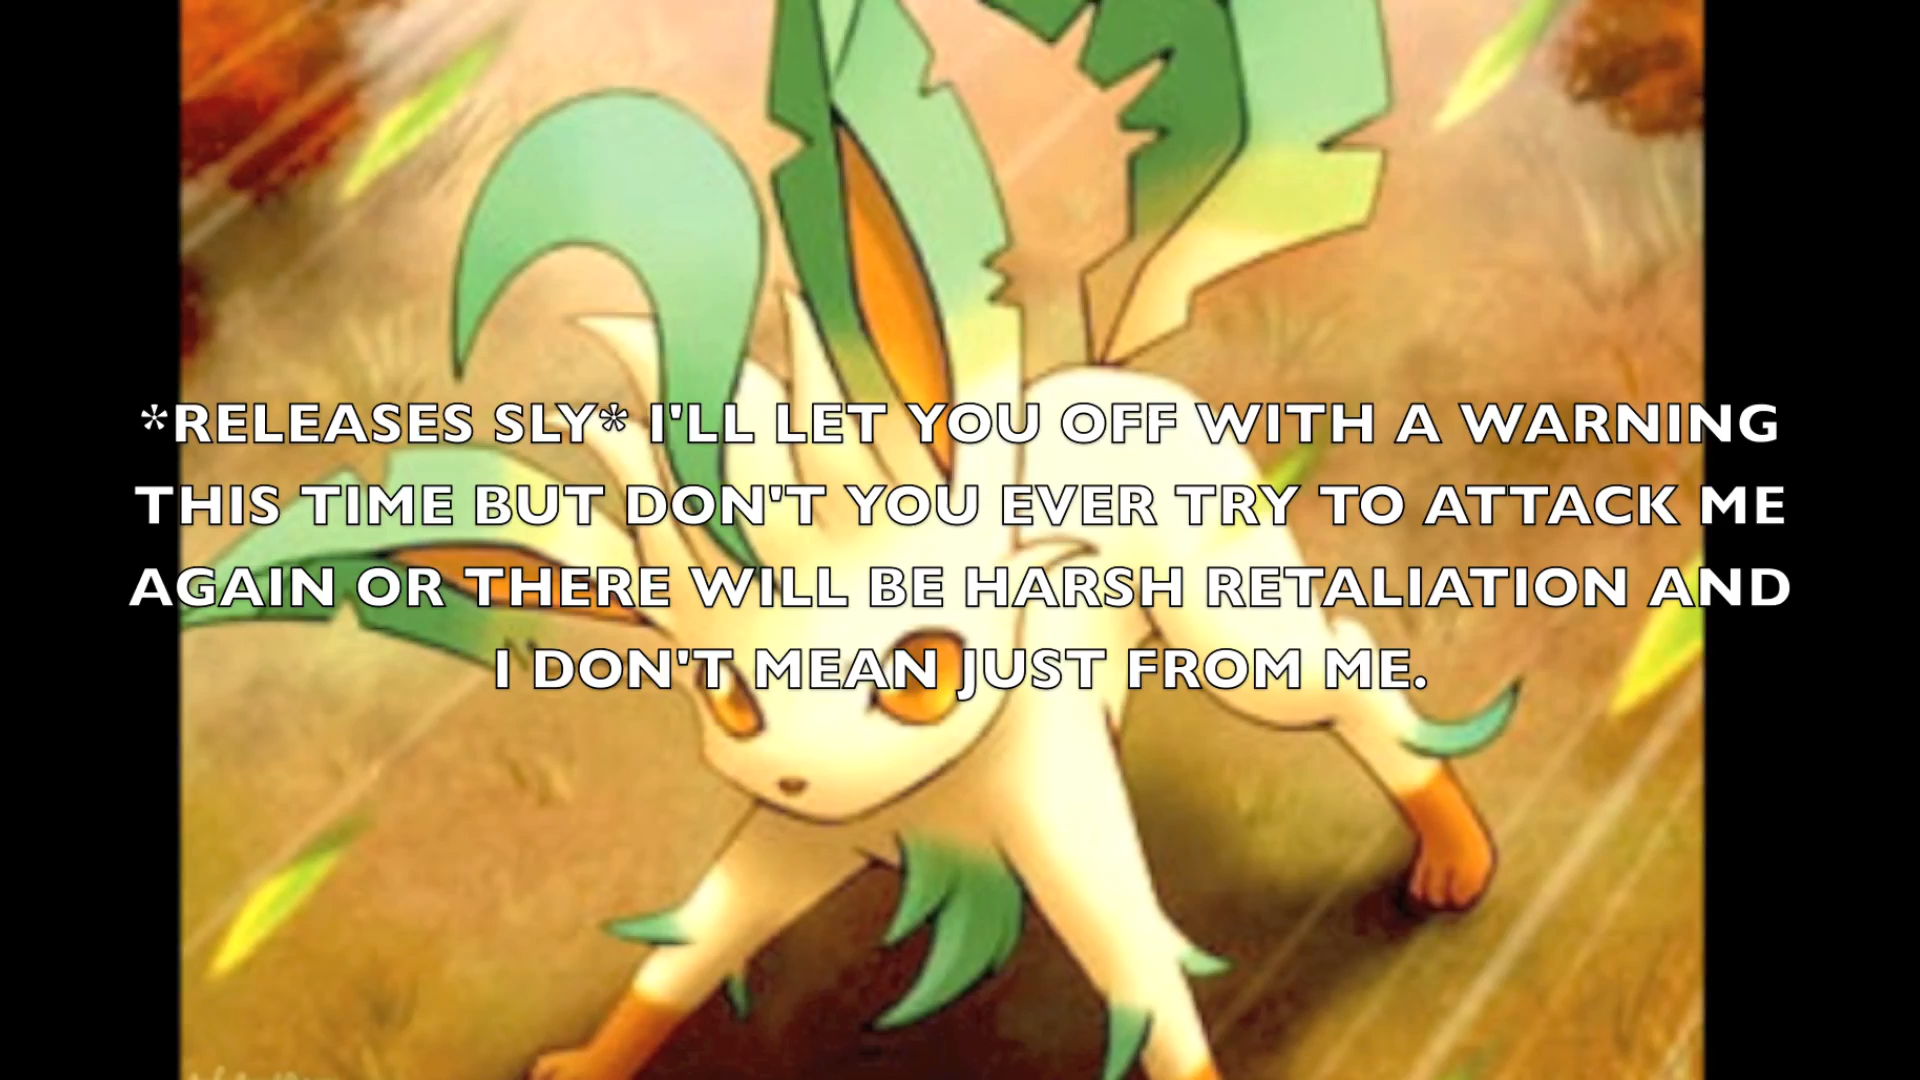 *RELEASES SLY* I'LL LET YOU OFF WITH A WARNING
THIS TIME BUT DON'T YOU EVER TRY TO ATTACK ME
AGAIN OR THERE WILL BE HARSH RETALIATION AND
I DON'T MEAN JUST FROM ME.